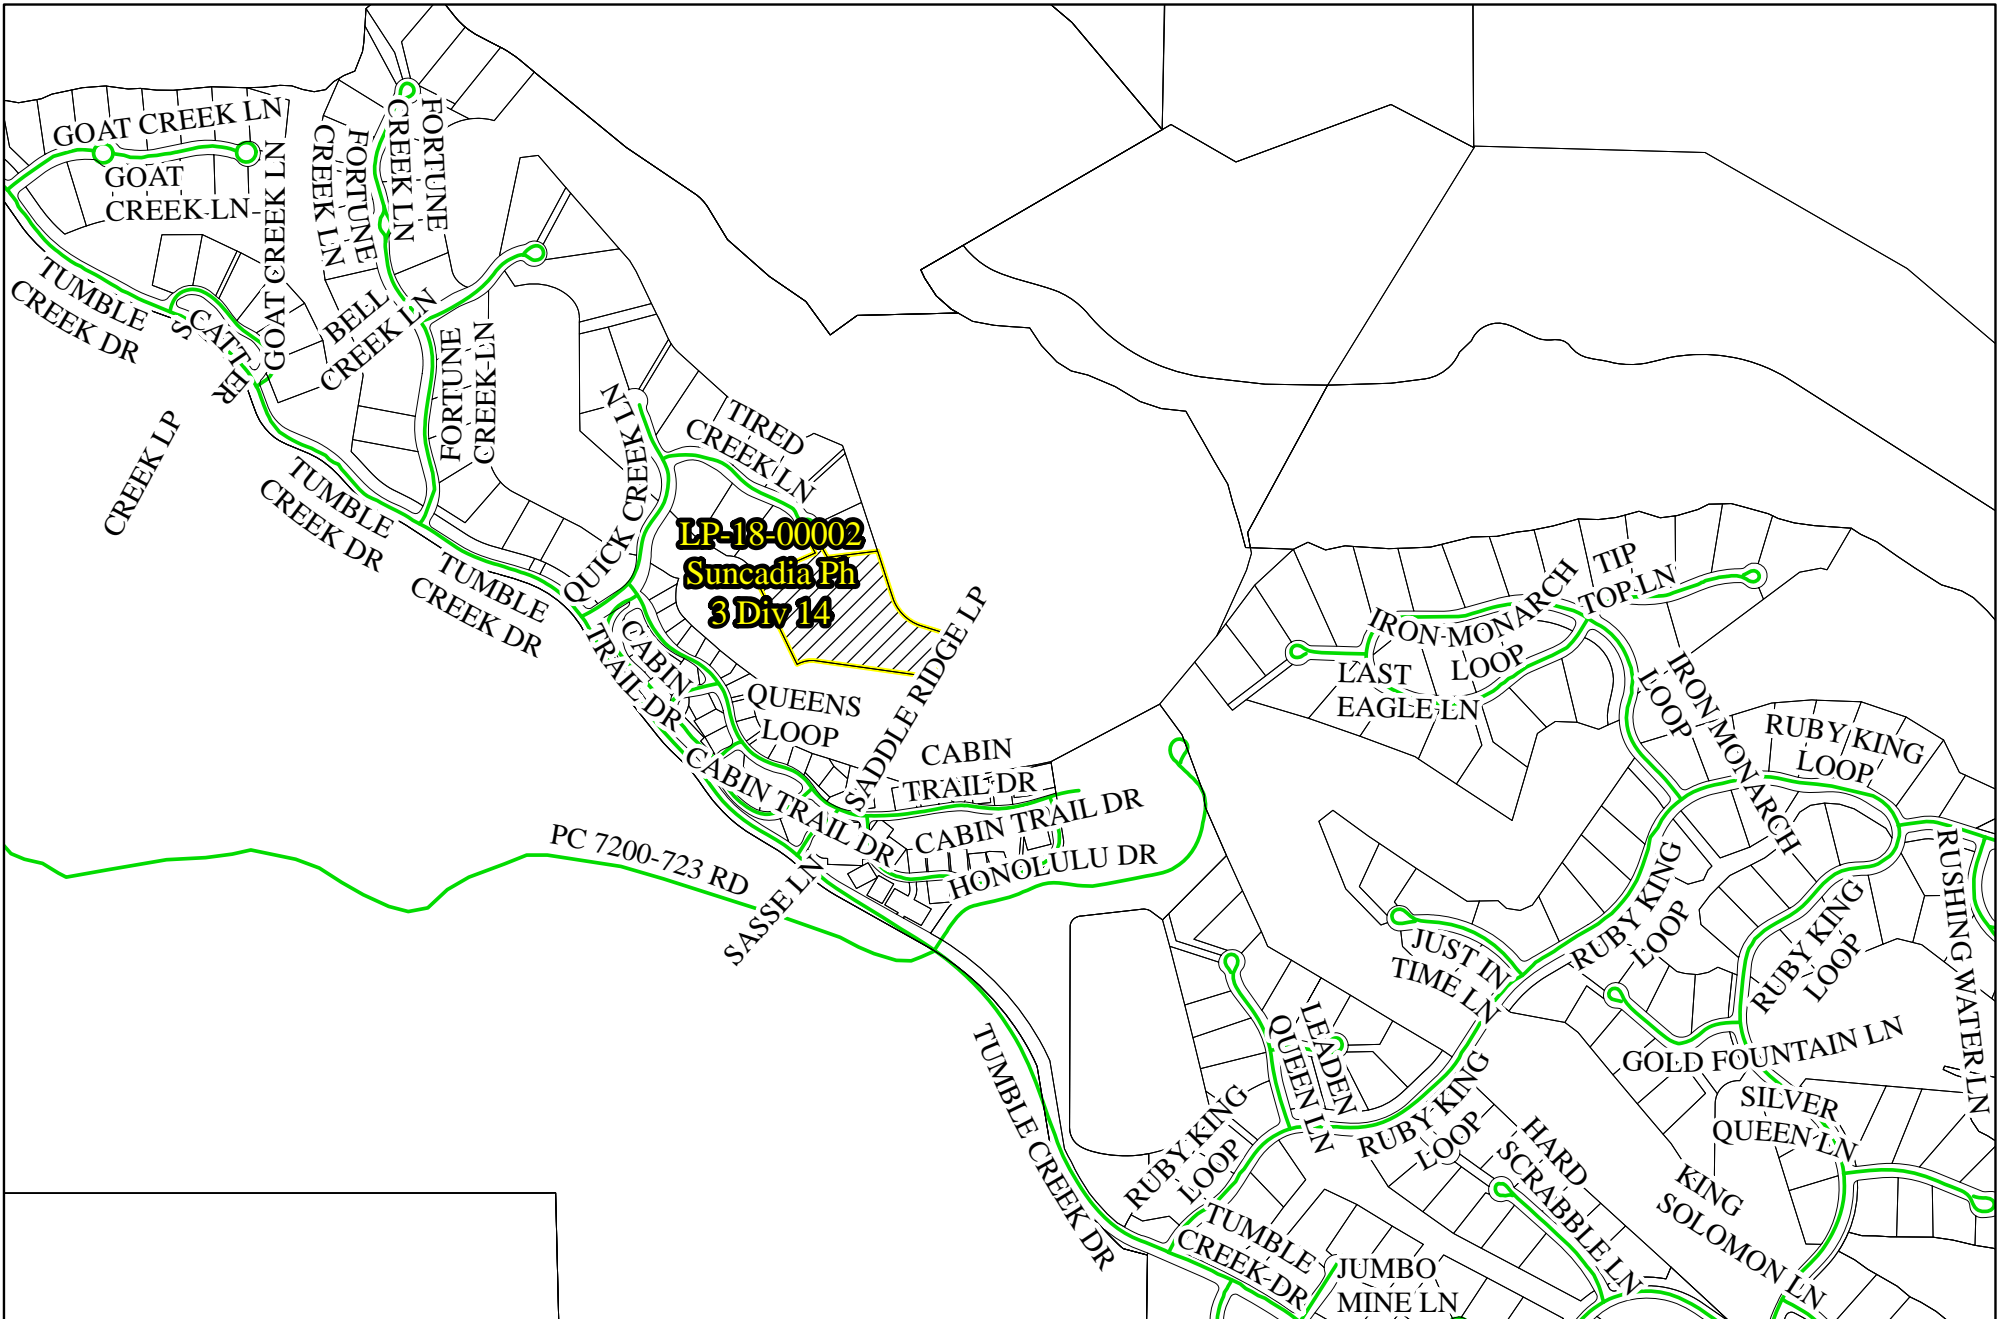 GOAT CREEK LN
GOAT
CREEK LN
GOAT CREEK LN
FORTUNE
CREEK LN
FORTUNE
CREEK LN
TUMBLE
CREEK DR
S
CATT
ER
CREEK LP
BELL
CREEK LN
FORTUNE
CREEK LN
TUMBLE
CREEK DR
TUMBLE
CREEK DR
QUICK CREEK LN
TIRED
CREEK LN
LP-18-00002
Suncadia Ph
3 Div 14
CABIN
TRAIL DR
QUEENS
LOOP
SADDLE RIDGE LP
CABIN
TRAIL DR
CABIN TRAIL DR
CABIN TRAIL DR
HONOLULU DR
PC 7200-723 RD
SASSE LN
TUMBLE CREEK DR
TIP
TOP LN
IRON MONARCH
LOOP
LAST
EAGLE LN
IRON MONARCH
LOOP
RUBY KING
LOOP
RUBY KING
LOOP
RUBY KING
LOOP
RUSHING WATER LN
JUST IN
TIME LN
GOLD FOUNTAIN LN
LEADEN
QUEEN LN
RUBY KING
LOOP
RUBY KING
LOOP
SILVER
QUEEN LN
HARD
SCRABBLE LN
KING
SOLOMON LN
TUMBLE
CREEK DR
JUMBO
MINE LN